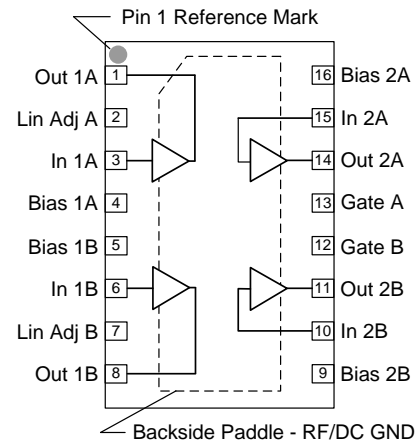 Pin 1 Reference Mark
Out 1A 1
Lin Adj A 2
In 1A 3
Bias 1A 4
Bias 1B 5
In 1B 6
Lin Adj B 7
Out 1B 8
16 Bias 2A
15 In 2A
14 Out 2A
13 Gate A
12 Gate B
11 Out 2B
10 In 2B
9 Bias 2B
Backside Paddle - RF/DC GND